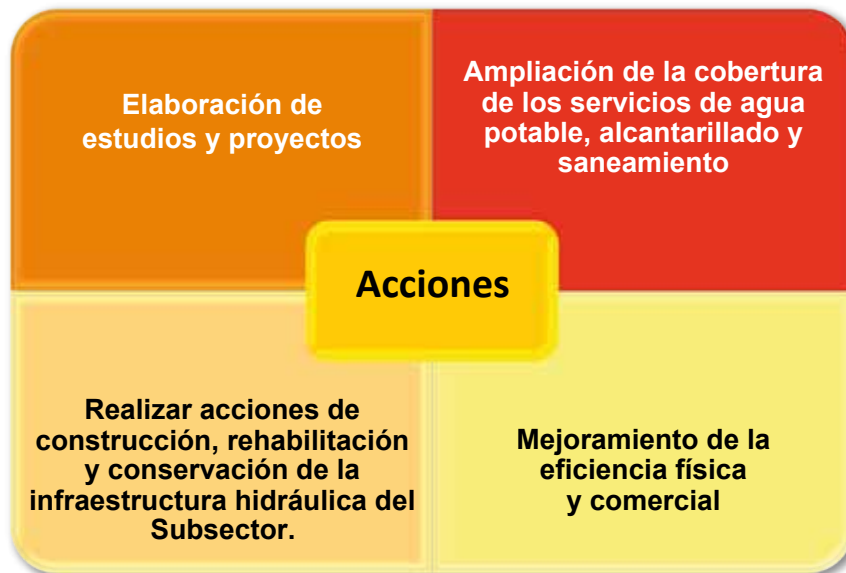 Elaboración de
estudios y proyectos
Ampliación de la cobertura
de los servicios de agua
potable, alcantarillado y
saneamiento
Acciones
Realizar acciones de
construcción, rehabilitación
y conservación de la
infraestructura hidráulica del
Subsector.
Mejoramiento de la
eficiencia física
y comercial